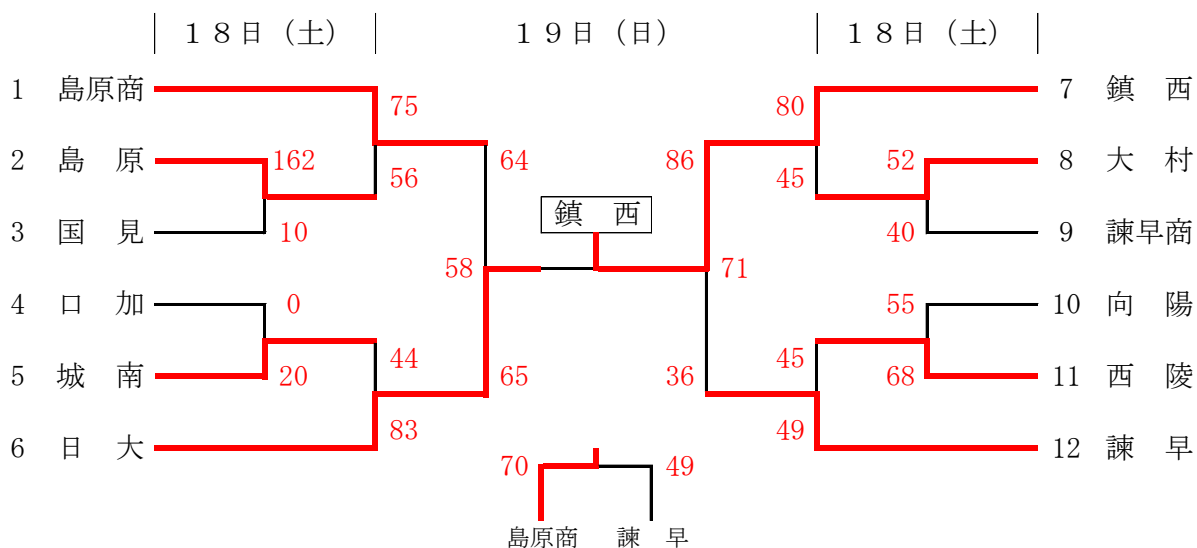 １８日（土） １９日（日） １８日（土）
1 島原商 75 80 7 鎮 西
2 島 原 162 56 64 86 45 52 8 大 村
鎮 西
3 国 見 10 40 9 諫早商
58 71
4 口 加 0 55 10 向 陽
5 城 南 20 44 65 36 45 68 11 西 陵
6 日 大 83 49 12 諫 早
70 49
島原商 諫 早